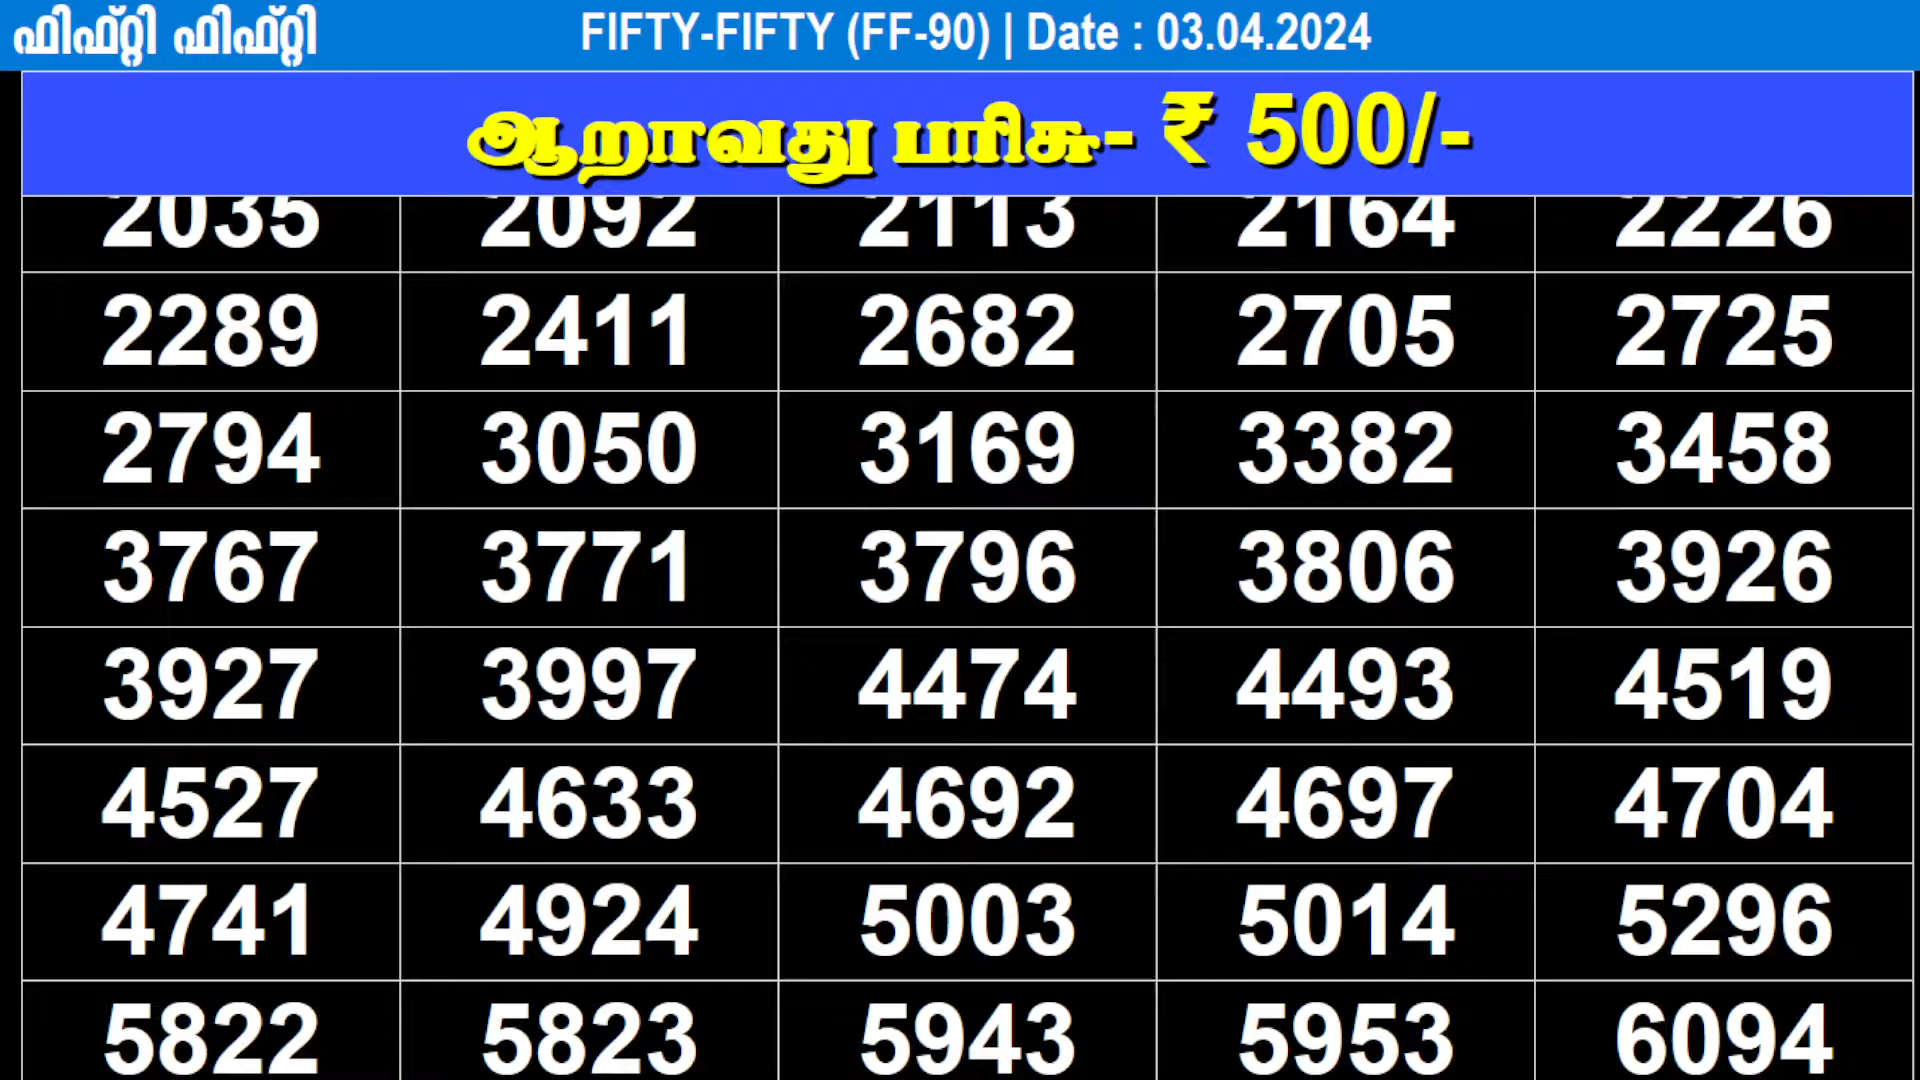 ഫിഫ്റ്റി ഫിഫ്റ്റി
FIFTY-FIFTY (FF-90) | Date : 03.04.2024
ஆறாவது பரிசு- ₹ 500/-
2035 2092 2113 2164 2226
2289 2411 2682 2705 2725
2794 3050 3169 3382 3458
3767 3771 3796 3806 3926
3927 3997 4474 4493 4519
4527 4633 4692 4697 4704
4741 4924 5003 5014 5296
5822 5823 5943 5953 6094